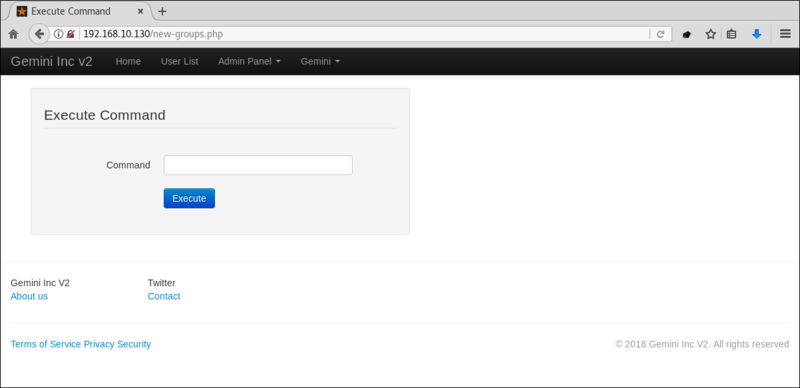 Execute Command
192.168.10.130/new-groups.php
Gemini Inc v2 Home User List Admin Panel Gemini
Execute Command
Command
Execute
Gemini Inc V2 Twitter
About us Contact
Terms of Service Privacy Security © 2018 Gemini Inc V2. All rights reserved